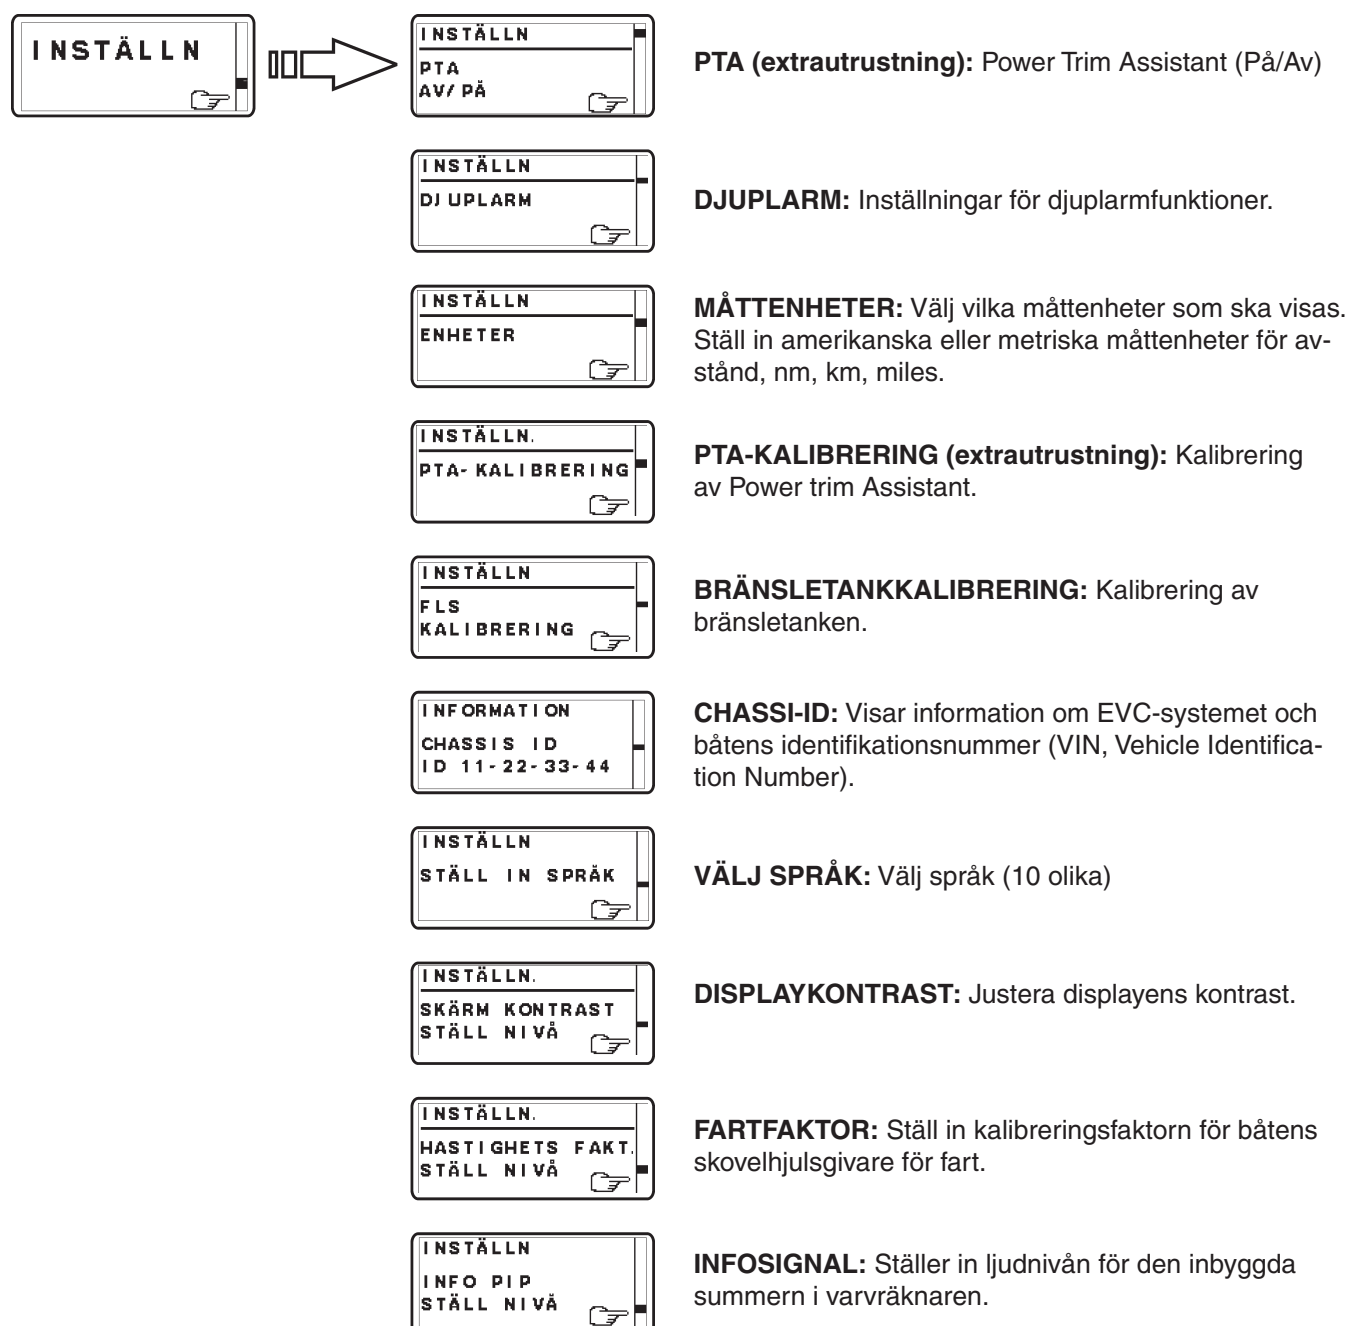 INSTÄLLN
INSTÄLLN
PTA
AV/PÅ
PTA (extrautrustning): Power Trim Assistant (På/Av)
INSTÄLLN
DJUPLARM
DJUPLARM: Inställningar för djuplarmfunktioner.
INSTÄLLN
ENHETER
MÅTTENHETER: Välj vilka måttenheter som ska visas.
Ställ in amerikanska eller metriska måttenheter för av-
stånd, nm, km, miles.
INSTÄLLN.
PTA-KALIBRERING
PTA-KALIBRERING (extrautrustning): Kalibrering
av Power trim Assistant.
INSTÄLLN
FLS
KALIBRERING
BRÄNSLETANKKALIBRERING: Kalibrering av
bränsletanken.
INFORMATION
CHASSIS ID
ID 11-22-33-44
CHASSI-ID: Visar information om EVC-systemet och
båtens identifikationsnummer (VIN, Vehicle Identifica-
tion Number).
INSTÄLLN
STÄLL IN SPRÅK
VÄLJ SPRÅK: Välj språk (10 olika)
INSTÄLLN.
SKÄRM KONTRAST
STÄLL NIVÅ
DISPLAYKONTRAST: Justera displayens kontrast.
INSTÄLLN.
HASTIGHETS FAKT.
STÄLL NIVÅ
FARTFAKTOR: Ställ in kalibreringsfaktorn för båtens
skovelhjulsgivare för fart.
INSTÄLLN
INFO PIP
STÄLL NIVÅ
INFOSIGNAL: Ställer in ljudnivån för den inbyggda
summern i varvräknaren.